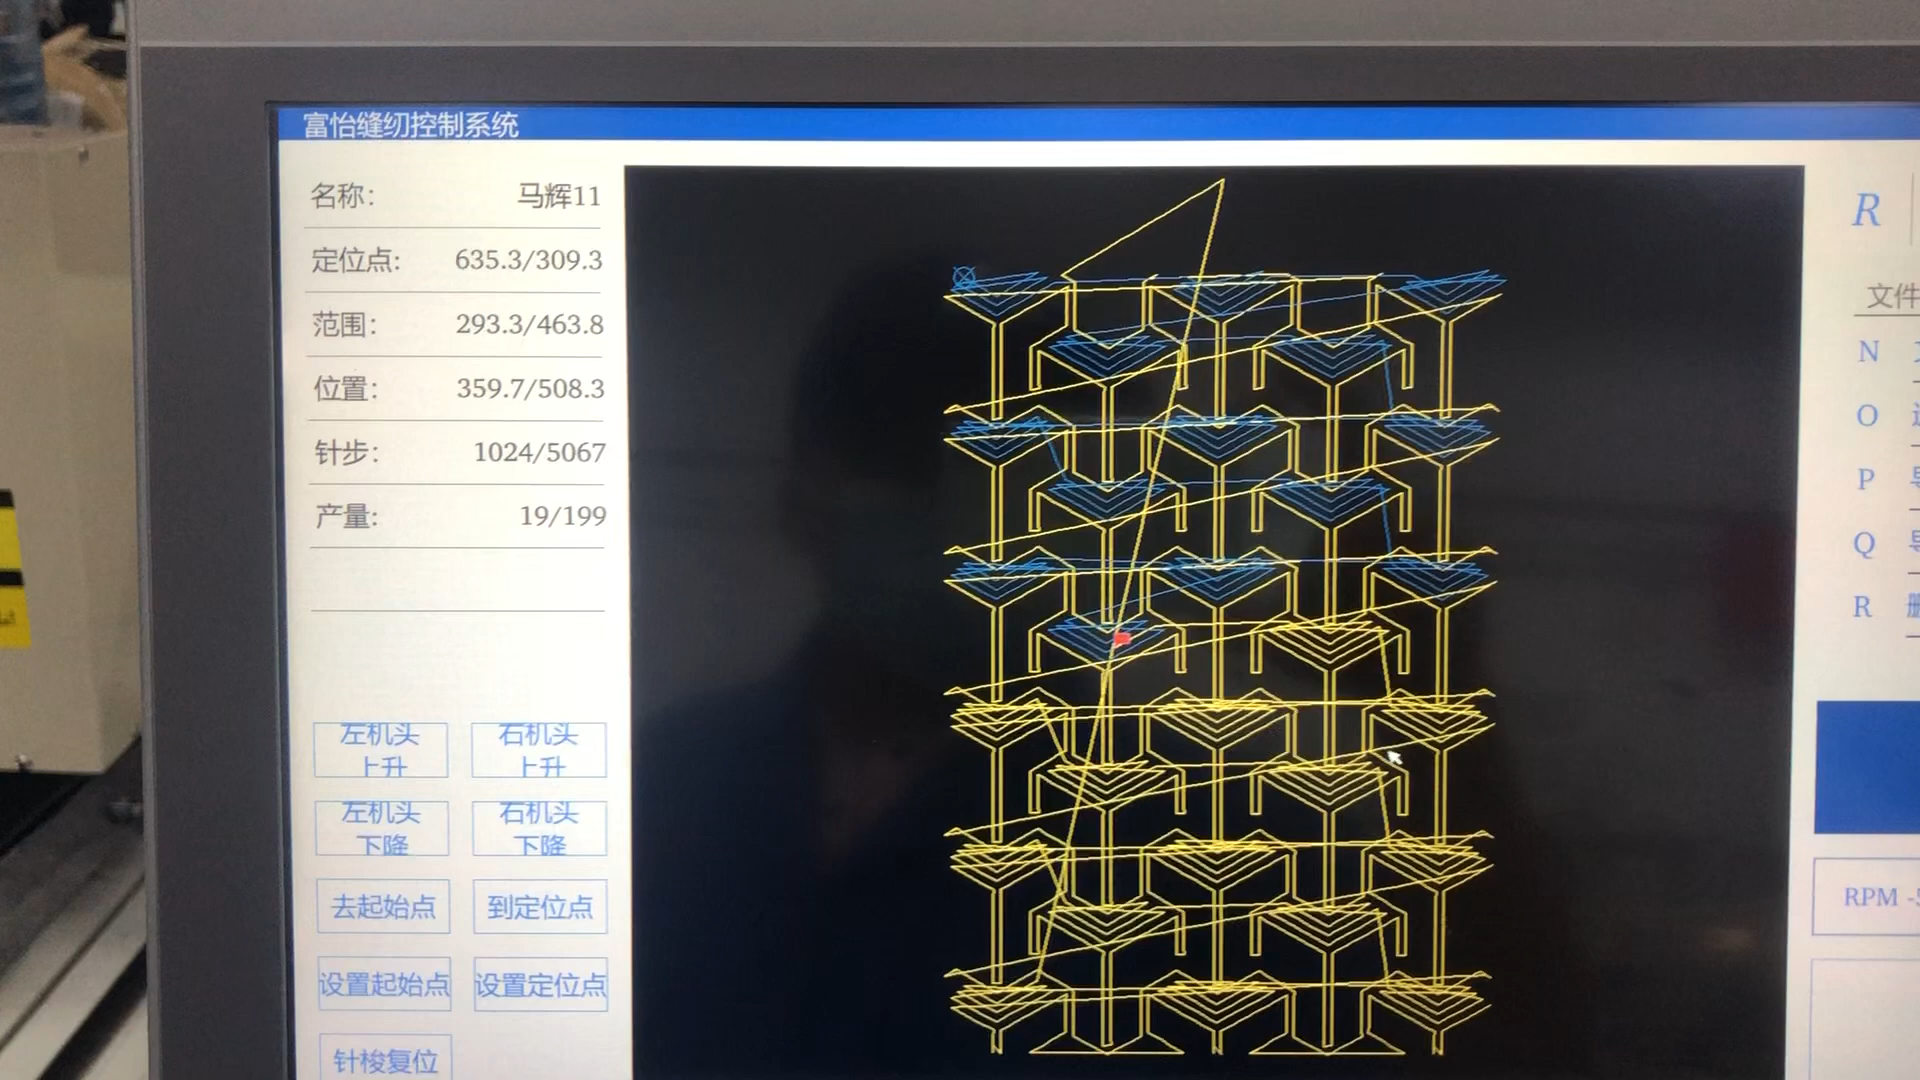 富怡缝纫控制系统
名称: 马辉11
定位点: 635.3/309.3
范围: 293.3/463.8
位置: 359.7/508.3
针步: 1024/5067
产量: 19/199
左机头上升
右机头上升
左机头下降
右机头下降
去起始点
到定位点
设置起始点
设置定位点
针梭复位
R
文件
N
O
P
Q
R 删
RPM